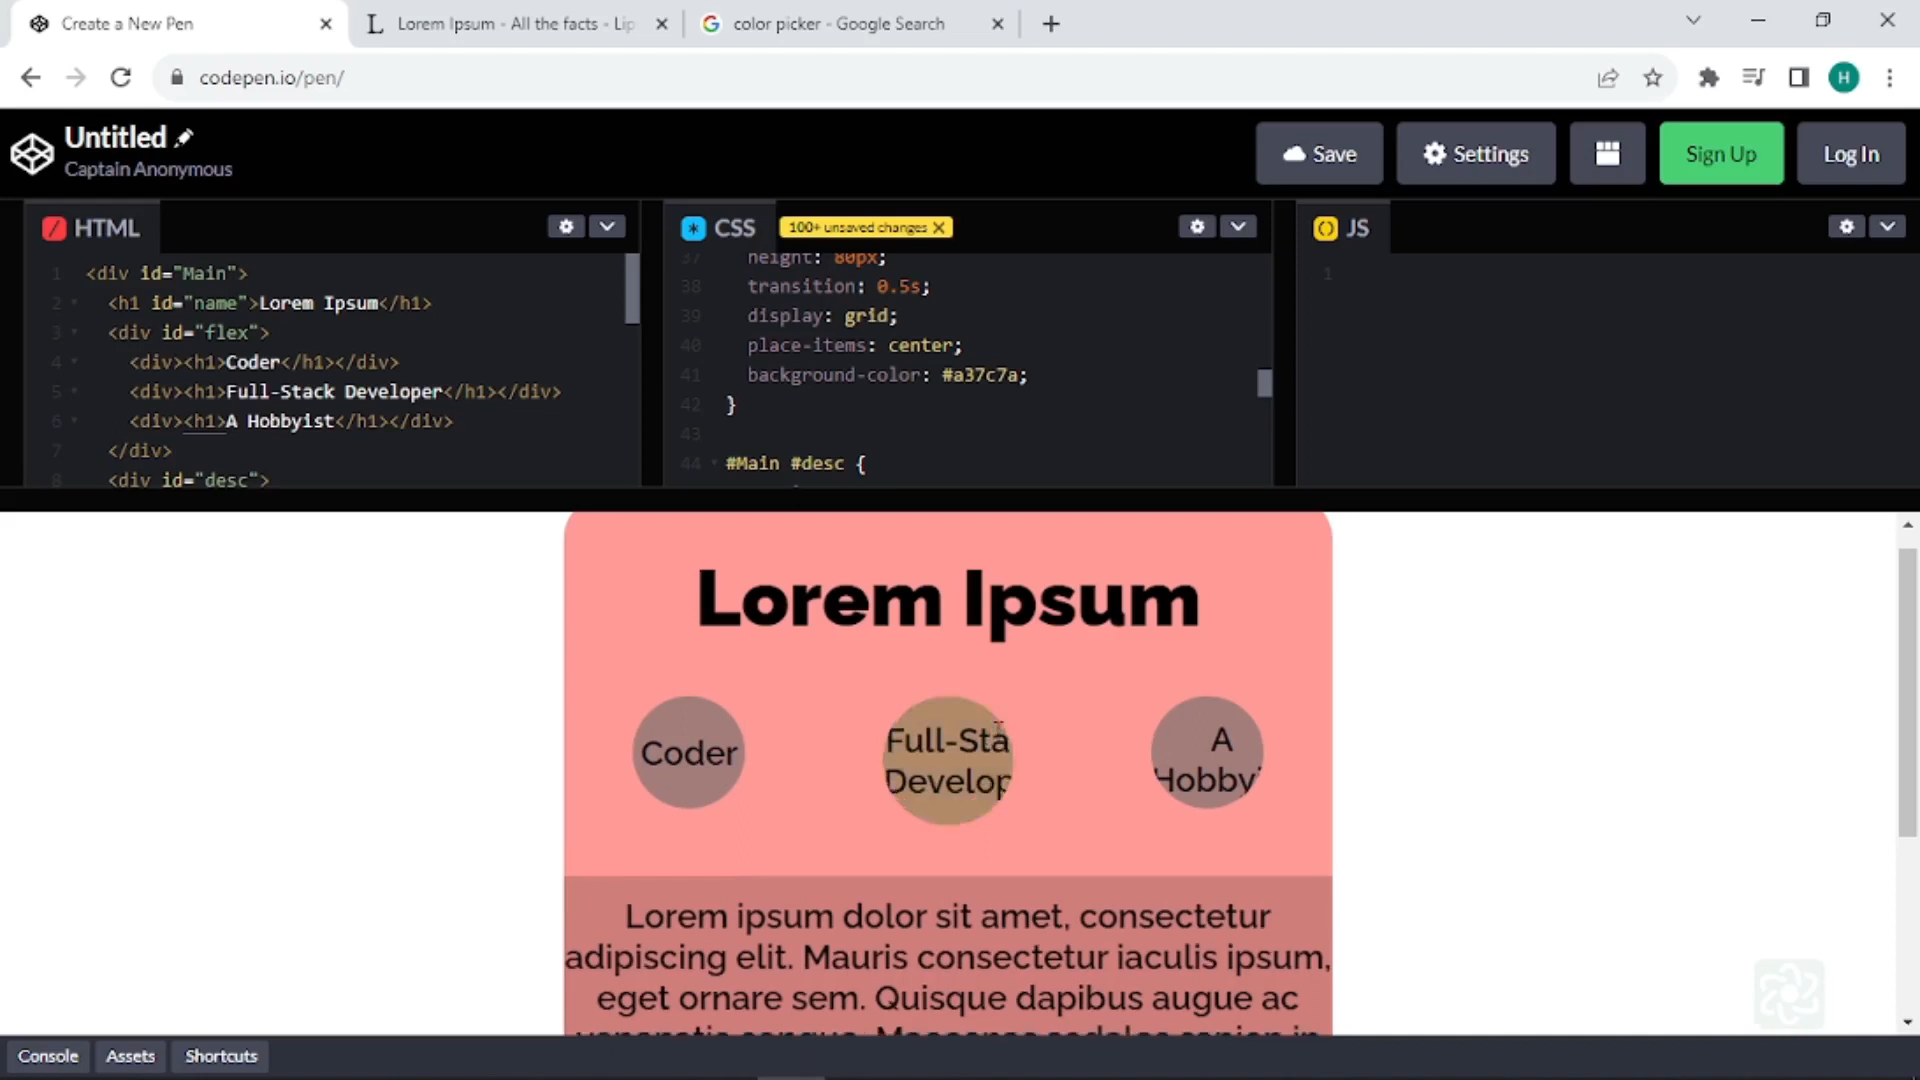 Create a New Pen
Lorem Ipsum - All the facts - Lip
color picker - Google Search
codepen.io/pen/
H
Untitled
Captain Anonymous
Save
Settings
Sign Up
Log In
HTML
CSS
100+ unsaved changes
JS
1 <div id="Main">
2 <h1 id="name">Lorem Ipsum</h1>
3 <div id="flex">
4 <div><h1>Coder</h1></div>
5 <div><h1>Full-Stack Developer</h1></div>
6 <div><h1>A Hobbyist</h1></div>
7 </div>
8 <div id="desc">
37 height: 80px;
38 transition: 0.5s;
39 display: grid;
40 place-items: center;
41 background-color: #a37c7a;
42 }
43
44 #Main #desc {
1
Lorem Ipsum
Coder
Full-Sta
Develop
A
Hobbyi
Lorem ipsum dolor sit amet, consectetur
adipiscing elit. Mauris consectetur iaculis ipsum,
eget ornare sem. Quisque dapibus augue ac
Console
Assets
Shortcuts